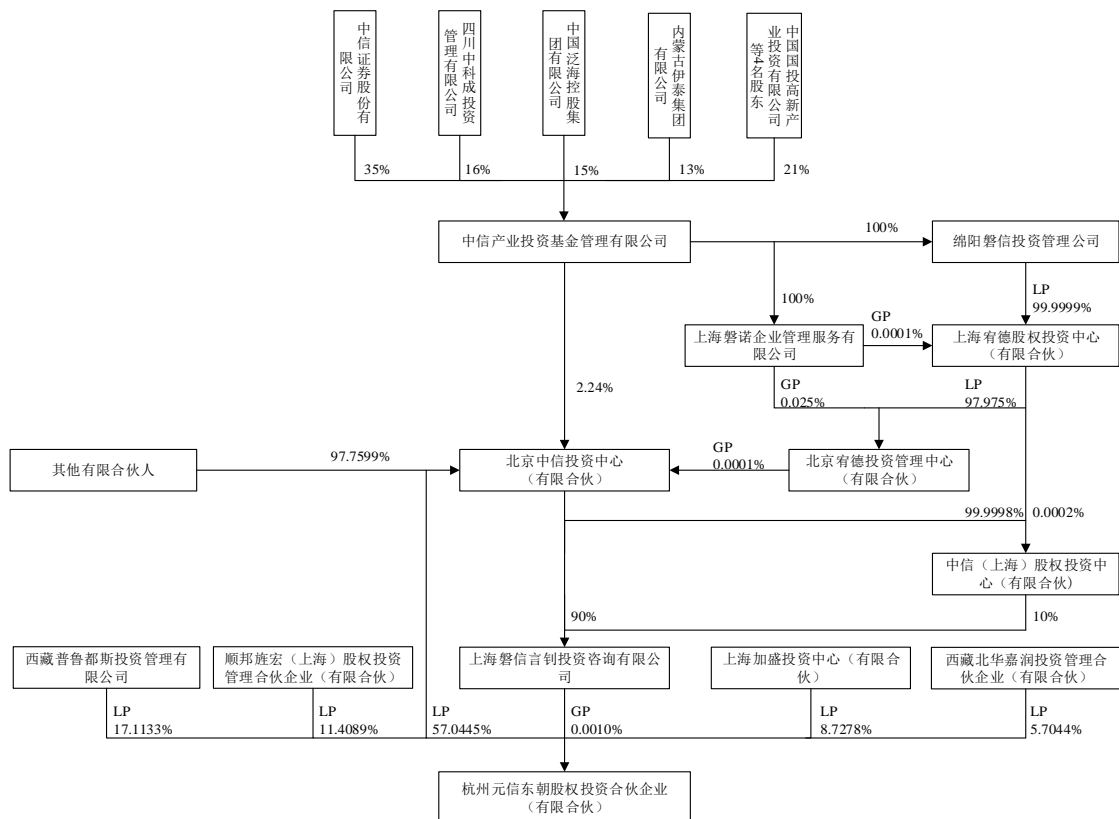 中信证券股份有
限公司
四川中科成投资
管理有限公司
中国泛海控股集
团有限公司
内蒙古伊泰集团
有限公司
中国国投高新产
业投资有限公司
等4名股东
35%
16%
15%
13%
21%
中信产业投资基金管理有限公司
100%
绵阳磐信投资管理公司
100%
LP
99.9999%
上海磐诺企业管理服务有
限公司
GP
0.0001%
上海宥德股权投资中心
（有限合伙）
2.24%
GP
0.025%
LP
97.975%
其他有限合伙人
97.7599%
北京中信投资中心
（有限合伙）
GP
0.0001%
北京宥德投资管理中心
（有限合伙）
99.9998%
0.0002%
中信（上海）股权投资中
心（有限合伙)
90%
10%
西藏普鲁都斯投资管理有
限公司
顺邦旌宏（上海）股权投资
管理合伙企业（有限合伙）
上海磐信言钊投资咨询有限公
司
上海加盛投资中心（有限合
伙）
西藏北华嘉润投资管理合
伙企业（有限合伙）
LP
17.1133%
LP
11.4089%
LP
57.0445%
GP
0.0010%
LP
8.7278%
LP
5.7044%
杭州元信东朝股权投资合伙企业
（有限合伙）